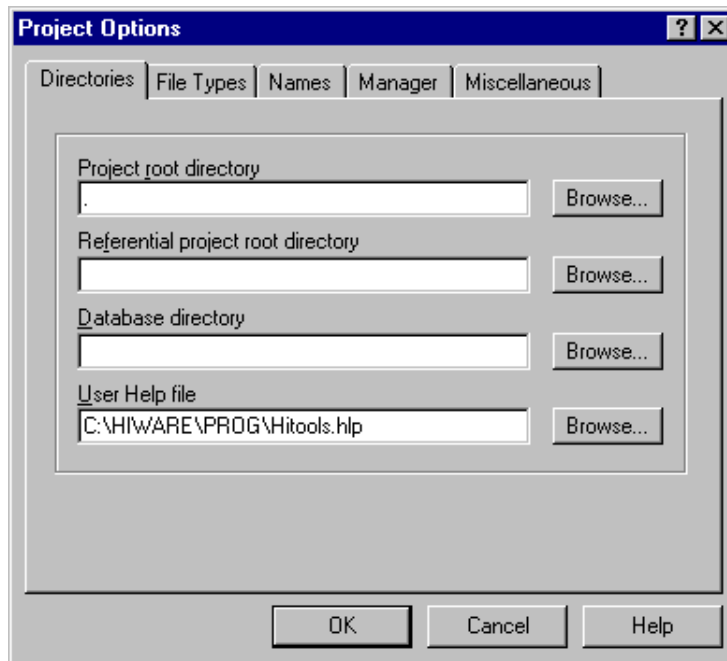 Project Options
Directories File Types Names Manager Miscellaneous
Project root directory
. Browse...
Referential project root directory
Browse...
Database directory
Browse...
User Help file
C:\HIWARE\PROG\Hitools.hlp Browse...
OK Cancel Help